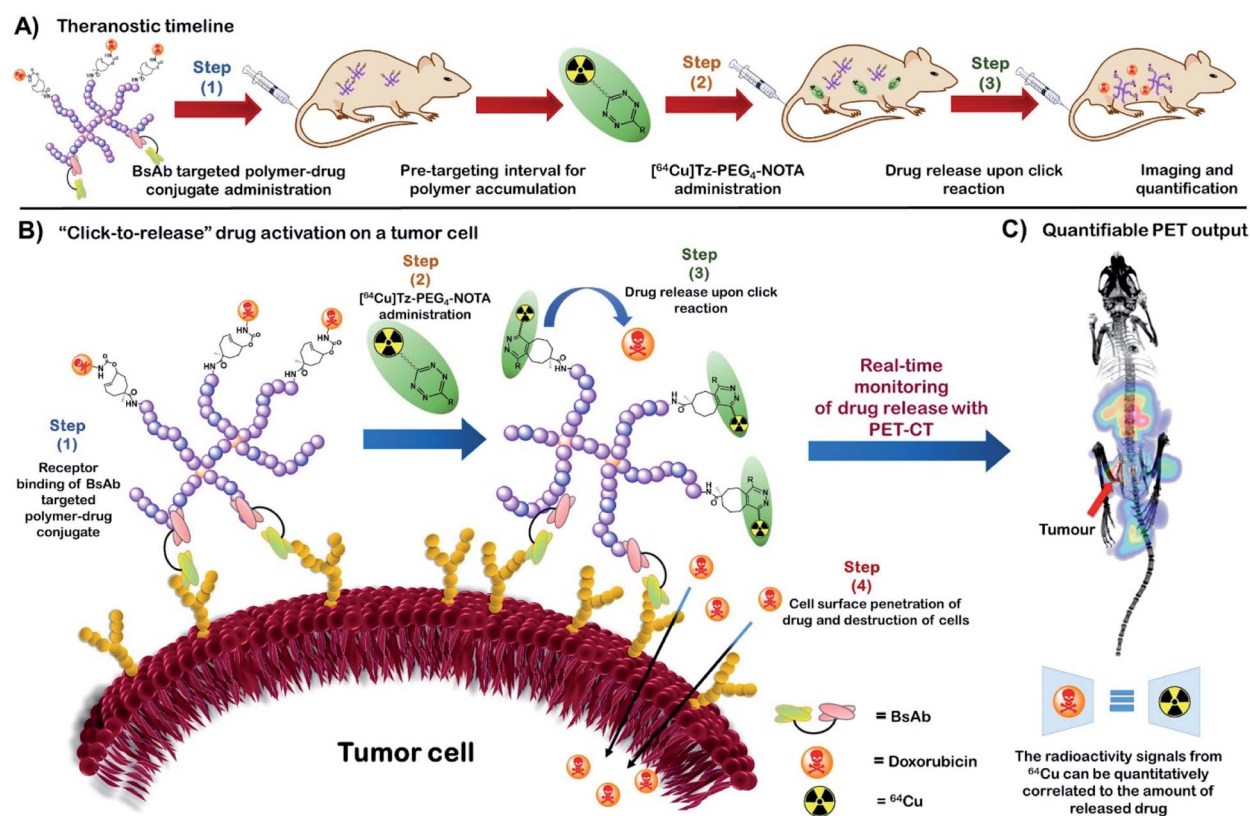 A) Theranostic timeline
Step
(1)
Step
(2)
Step
(3)
BsAb targeted polymer-drug
conjugate administration
Pre-targeting interval for
polymer accumulation
[⁶⁴Cu]Tz-PEG₄-NOTA
administration
Drug release upon click
reaction
Imaging and
quantification
B) "Click-to-release" drug activation on a tumor cell
Step
(1)
Receptor
binding of BsAb
targeted
polymer-drug
conjugate
Step
(2)
[⁶⁴Cu]Tz-PEG₄-NOTA
administration
Step
(3)
Drug release upon click
reaction
Real-time
monitoring
of drug release with
PET-CT
Step
(4)
Cell surface penetration of
drug and destruction of cells
Tumor cell
= BsAb
= Doxorubicin
= ⁶⁴Cu
C) Quantifiable PET output
Tumour
The radioactivity signals from
⁶⁴Cu can be quantitatively
correlated to the amount of
released drug